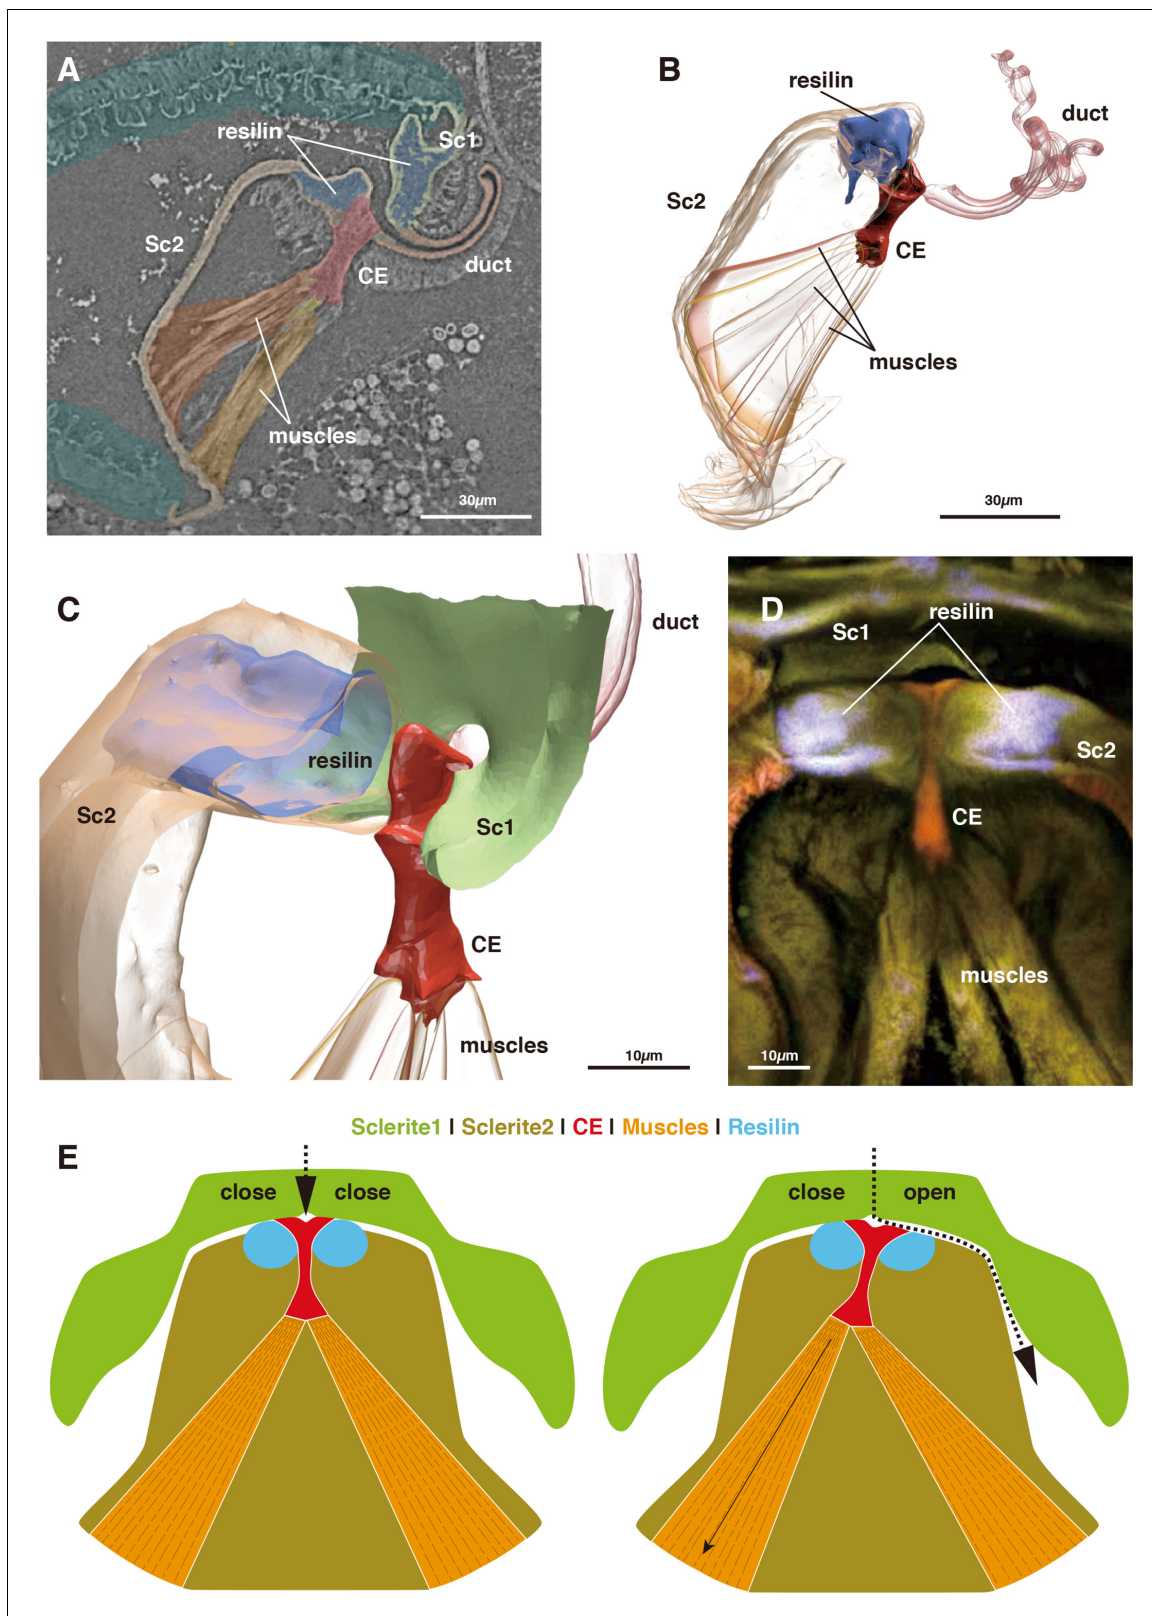 A
resilin
Sc1
Sc2
CE
duct
muscles
30µm
B
resilin
duct
Sc2
CE
muscles
30µm
C
duct
resilin
Sc2
Sc1
CE
muscles
10µm
D
resilin
Sc1
Sc2
CE
muscles
10µm
Sclerite1 I Sclerite2 I CE I Muscles I Resilin
E
close close
close open